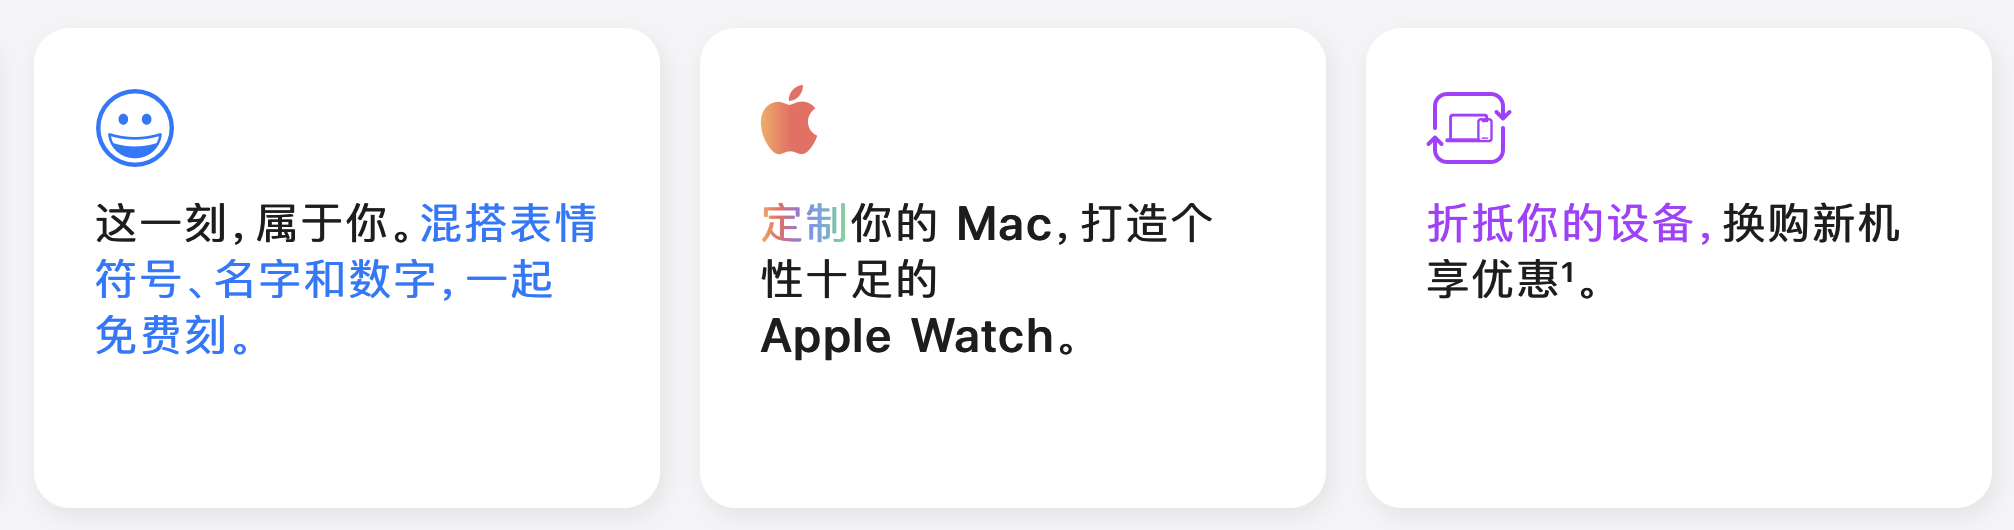 这一刻，属于你。混搭表情
符号、名字和数字，一起
免费刻。
定制你的 Mac，打造个
性十足的
Apple Watch。
折抵你的设备，换购新机
享优惠¹。